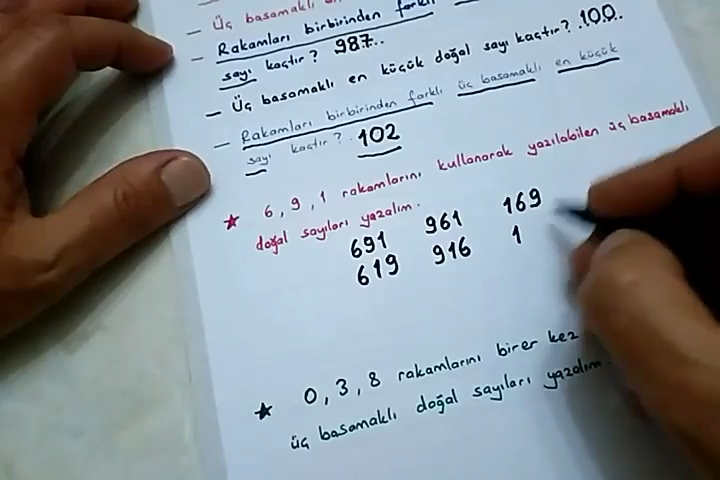 - Üç basamaklı
- Rakamları birbirinden farklı
sayı kaçtır? 987..
- Üç basamaklı en küçük doğal sayı kaçtır? .100..
- Rakamları birbirinden farklı üç basamaklı en küçük
sayı kaçtır?.. 102
★ 6, 9, 1 rakamlarını kullanarak yazılabilen üç basamaklı
doğal sayıları yazalım.
691 961 169
619 916 1
★ 0, 3, 8 rakamlarını birer kez
üç basamaklı doğal sayıları yazalım.